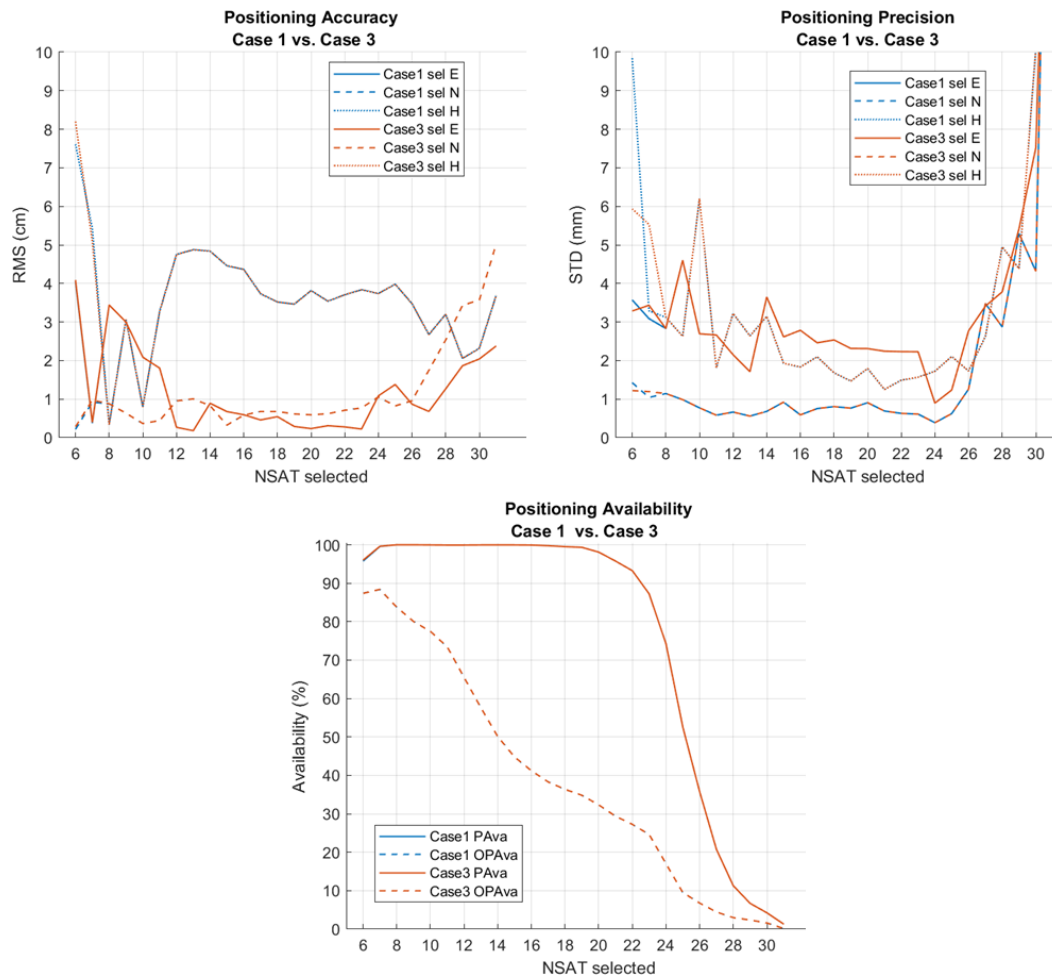 Positioning Accuracy
Case 1 vs. Case 3
10
9
8
7
6
5
4
3
2
1
0
RMS (cm)
Case1 sel E
Case1 sel N
Case1 sel H
Case3 sel E
Case3 sel N
Case3 sel H
6 8 10 12 14 16 18 20 22 24 26 28 30
NSAT selected
Positioning Precision
Case 1 vs. Case 3
10
9
8
7
6
5
4
3
2
1
0
STD (mm)
Case1 sel E
Case1 sel N
Case1 sel H
Case3 sel E
Case3 sel N
Case3 sel H
6 8 10 12 14 16 18 20 22 24 26 28 30
NSAT selected
Positioning Availability
Case 1 vs. Case 3
100
90
80
70
60
50
40
30
20
10
0
Availability (%)
Case1 PAva
Case1 OPAva
Case3 PAva
Case3 OPAva
6 8 10 12 14 16 18 20 22 24 26 28 30
NSAT selected